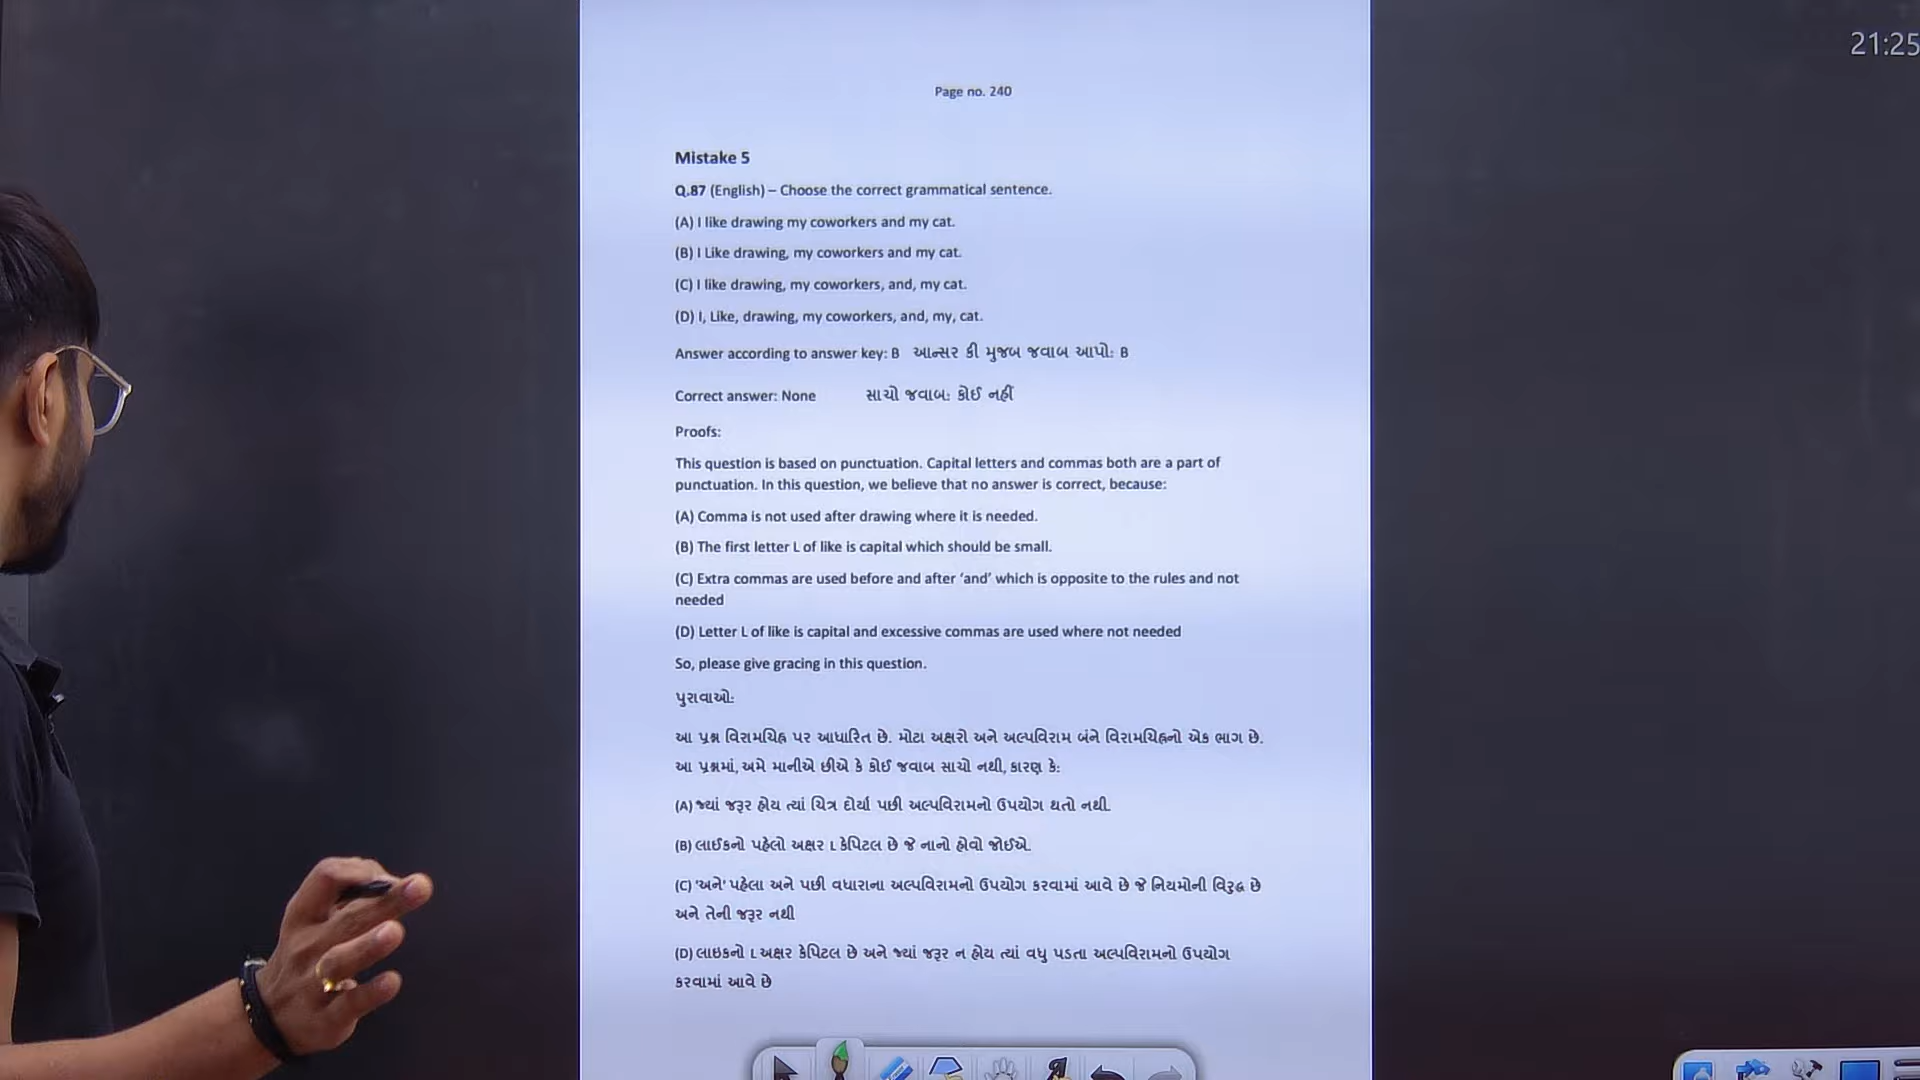 21:25
Page no. 240
Mistake 5
Q.87 (English) – Choose the correct grammatical sentence.
(A) I like drawing my coworkers and my cat.
(B) I Like drawing, my coworkers and my cat.
(C) I like drawing, my coworkers, and, my cat.
(D) I, Like, drawing, my coworkers, and, my, cat.
Answer according to answer key: B આન્સર કી મુજબ જવાબ આપો: B
Correct answer: None સાચો જવાબ: કોઈ નહીં
Proofs:
This question is based on punctuation. Capital letters and commas both are a part of
punctuation. In this question, we believe that no answer is correct, because:
(A) Comma is not used after drawing where it is needed.
(B) The first letter L of like is capital which should be small.
(C) Extra commas are used before and after ‘and’ which is opposite to the rules and not
needed
(D) Letter L of like is capital and excessive commas are used where not needed
So, please give gracing in this question.
પુરાવાઓ:
આ પ્રશ્ન વિરામચિહ્ન પર આધારિત છે. મોટા અક્ષરો અને અલ્પવિરામ બંને વિરામચિહ્નનો એક ભાગ છે.
આ પ્રશ્નમાં, અમે માનીએ છીએ કે કોઈ જવાબ સાચો નથી, કારણ કે:
(A) જ્યાં જરૂર હોય ત્યાં ચિત્ર દોર્યા પછી અલ્પવિરામનો ઉપયોગ થતો નથી.
(B) લાઈકનો પહેલો અક્ષર L કેપિટલ છે જે નાનો હોવો જોઈએ.
(C) 'અને' પહેલા અને પછી વધારાના અલ્પવિરામનો ઉપયોગ કરવામાં આવે છે જે નિયમોની વિરુદ્ધ છે
અને તેની જરૂર નથી
(D) લાઇકનો L અક્ષર કેપિટલ છે અને જ્યાં જરૂર ન હોય ત્યાં વધુ પડતા અલ્પવિરામનો ઉપયોગ
કરવામાં આવે છે